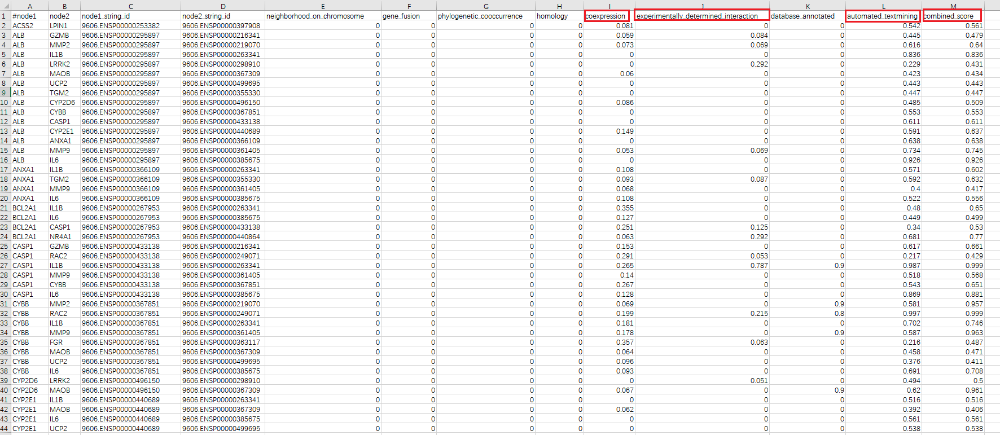 A B C D E F G H I J K L M
1 #node1 node2 node1_string_id node2_string_id neighborhood_on_chromosome gene_fusion phylogenetic_cooccurrence homology coexpression experimentally_determined_interaction database_annotated automated_textmining combined_score
2 ACSS2 LPIN1 9606.ENSP00000253382 9606.ENSP00000397908 0 0 0 0 0.081 0 0 0.542 0.561
3 ALB GZMB 9606.ENSP00000295897 9606.ENSP00000216341 0 0 0 0 0.059 0.084 0 0.445 0.479
4 ALB MMP2 9606.ENSP00000295897 9606.ENSP00000219070 0 0 0 0 0.073 0.069 0 0.616 0.64
5 ALB IL1B 9606.ENSP00000295897 9606.ENSP00000263341 0 0 0 0 0 0 0 0.836 0.836
6 ALB LRRK2 9606.ENSP00000295897 9606.ENSP00000298910 0 0 0 0 0 0.292 0 0.229 0.431
7 ALB MAOB 9606.ENSP00000295897 9606.ENSP00000367309 0 0 0 0 0.06 0 0 0.423 0.434
8 ALB UCP2 9606.ENSP00000295897 9606.ENSP00000499695 0 0 0 0 0 0 0 0.443 0.443
9 ALB TGM2 9606.ENSP00000295897 9606.ENSP00000355330 0 0 0 0 0 0 0 0.447 0.447
10 ALB CYP2D6 9606.ENSP00000295897 9606.ENSP00000496150 0 0 0 0 0.086 0 0 0.485 0.509
11 ALB CYBB 9606.ENSP00000295897 9606.ENSP00000367851 0 0 0 0 0 0 0 0.553 0.553
12 ALB CASP1 9606.ENSP00000295897 9606.ENSP00000433138 0 0 0 0 0 0 0 0.611 0.611
13 ALB CYP2E1 9606.ENSP00000295897 9606.ENSP00000440689 0 0 0 0 0.149 0 0 0.591 0.637
14 ALB ANXA1 9606.ENSP00000295897 9606.ENSP00000366109 0 0 0 0 0 0 0 0.638 0.638
15 ALB MMP9 9606.ENSP00000295897 9606.ENSP00000361405 0 0 0 0 0.053 0.069 0 0.734 0.745
16 ALB IL6 9606.ENSP00000295897 9606.ENSP00000385675 0 0 0 0 0 0 0 0.926 0.926
17 ANXA1 IL1B 9606.ENSP00000366109 9606.ENSP00000263341 0 0 0 0 0.108 0 0 0.571 0.602
18 ANXA1 TGM2 9606.ENSP00000366109 9606.ENSP00000355330 0 0 0 0 0.093 0.087 0 0.592 0.632
19 ANXA1 MMP9 9606.ENSP00000366109 9606.ENSP00000361405 0 0 0 0 0.068 0 0 0.4 0.417
20 ANXA1 IL6 9606.ENSP00000366109 9606.ENSP00000385675 0 0 0 0 0.108 0 0 0.522 0.556
21 BCL2A1 IL1B 9606.ENSP00000267953 9606.ENSP00000263341 0 0 0 0 0.355 0 0 0.48 0.65
22 BCL2A1 IL6 9606.ENSP00000267953 9606.ENSP00000385675 0 0 0 0 0.127 0 0 0.449 0.499
23 BCL2A1 CASP1 9606.ENSP00000267953 9606.ENSP00000433138 0 0 0 0 0.251 0.125 0 0.34 0.53
24 BCL2A1 NR4A1 9606.ENSP00000267953 9606.ENSP00000440864 0 0 0 0 0.063 0.292 0 0.681 0.77
25 CASP1 GZMB 9606.ENSP00000433138 9606.ENSP00000216341 0 0 0 0 0.153 0 0 0.617 0.661
26 CASP1 RAC2 9606.ENSP00000433138 9606.ENSP00000249071 0 0 0 0 0.291 0.053 0 0.217 0.429
27 CASP1 IL1B 9606.ENSP00000433138 9606.ENSP00000263341 0 0 0 0 0.265 0.787 0.9 0.987 0.999
28 CASP1 MMP9 9606.ENSP00000433138 9606.ENSP00000361405 0 0 0 0 0.14 0 0 0.518 0.568
29 CASP1 CYBB 9606.ENSP00000433138 9606.ENSP00000367851 0 0 0 0 0.267 0 0 0.543 0.651
30 CASP1 IL6 9606.ENSP00000433138 9606.ENSP00000385675 0 0 0 0 0.128 0 0 0.869 0.881
31 CYBB MMP2 9606.ENSP00000367851 9606.ENSP00000219070 0 0 0 0 0.069 0 0.9 0.581 0.957
32 CYBB RAC2 9606.ENSP00000367851 9606.ENSP00000249071 0 0 0 0 0.199 0.215 0.8 0.997 0.999
33 CYBB IL1B 9606.ENSP00000367851 9606.ENSP00000263341 0 0 0 0 0.181 0 0 0.702 0.746
34 CYBB MMP9 9606.ENSP00000367851 9606.ENSP00000361405 0 0 0 0 0.178 0 0.9 0.587 0.963
35 CYBB FGR 9606.ENSP00000367851 9606.ENSP00000363117 0 0 0 0 0.357 0.063 0 0.216 0.487
36 CYBB MAOB 9606.ENSP00000367851 9606.ENSP00000367309 0 0 0 0 0.064 0 0 0.458 0.471
37 CYBB UCP2 9606.ENSP00000367851 9606.ENSP00000499695 0 0 0 0 0.096 0 0 0.376 0.411
38 CYBB IL6 9606.ENSP00000367851 9606.ENSP00000385675 0 0 0 0 0.093 0 0 0.691 0.708
39 CYP2D6 LRRK2 9606.ENSP00000496150 9606.ENSP00000298910 0 0 0 0 0 0.051 0 0.494 0.5
40 CYP2D6 MAOB 9606.ENSP00000496150 9606.ENSP00000367309 0 0 0 0 0.067 0 0.9 0.62 0.961
41 CYP2E1 IL1B 9606.ENSP00000440689 9606.ENSP00000263341 0 0 0 0 0 0 0 0.516 0.516
42 CYP2E1 MAOB 9606.ENSP00000440689 9606.ENSP00000367309 0 0 0 0 0.062 0 0 0.392 0.406
43 CYP2E1 IL6 9606.ENSP00000440689 9606.ENSP00000385675 0 0 0 0 0 0 0 0.561 0.561
44 CYP2E1 UCP2 9606.ENSP00000440689 9606.ENSP00000499695 0 0 0 0 0 0 0 0.538 0.538